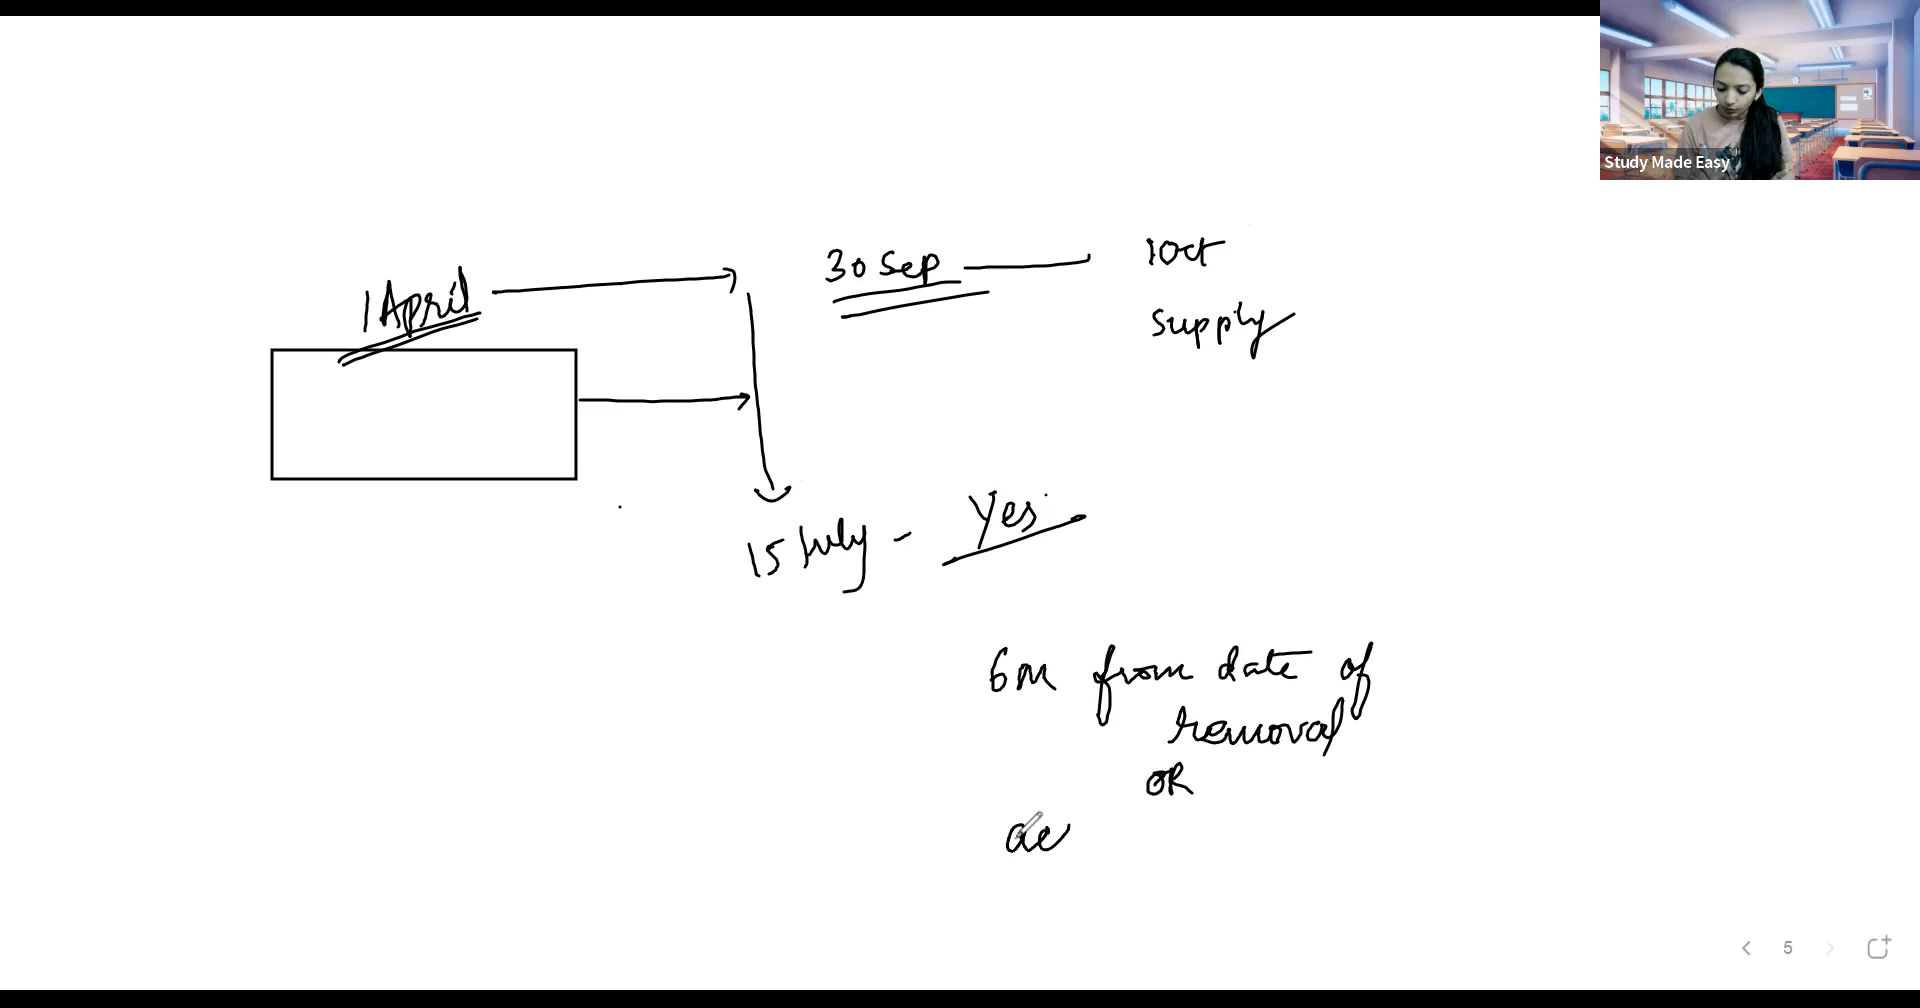 Study Made Easy
1 April
30 Sep
1 Oct
supply
15 July - Yes
6M from date of
removal
OR
ac
5